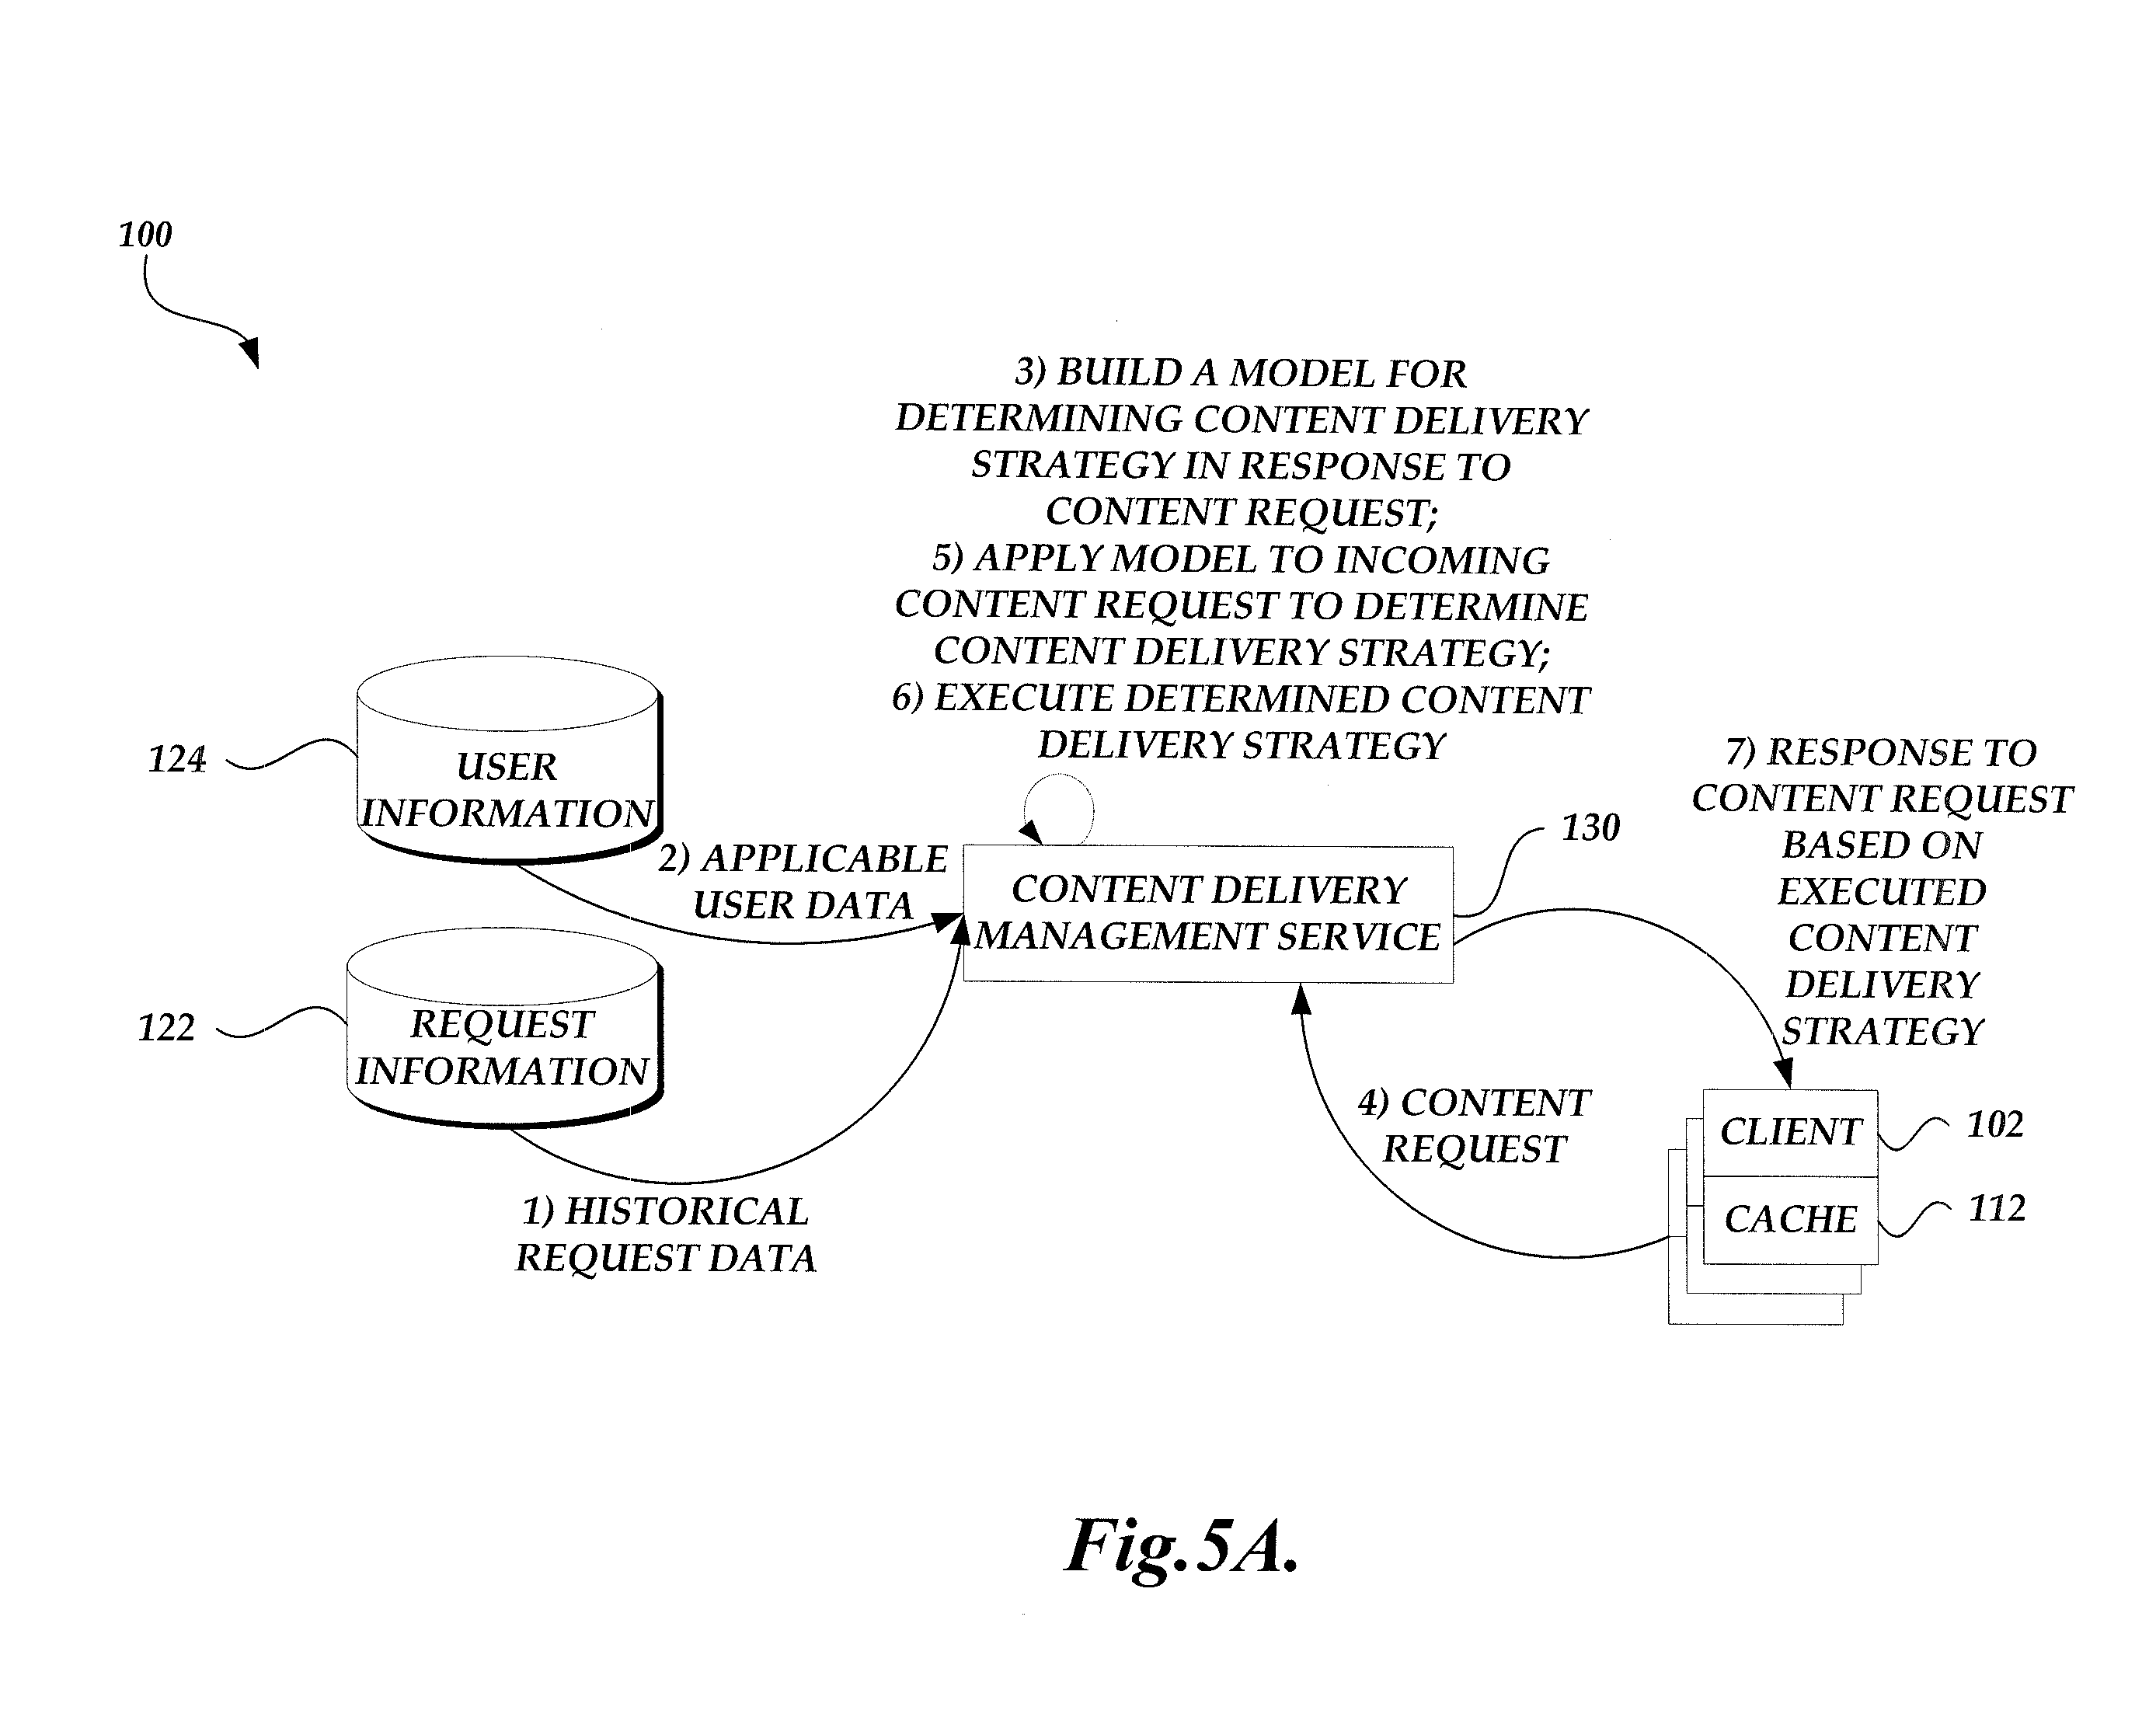 100
3) BUILD A MODEL FOR
DETERMINING CONTENT DELIVERY
STRATEGY IN RESPONSE TO
CONTENT REQUEST;
5) APPLY MODEL TO INCOMING
CONTENT REQUEST TO DETERMINE
CONTENT DELIVERY STRATEGY;
6) EXECUTE DETERMINED CONTENT
DELIVERY STRATEGY
124
USER
INFORMATION
2) APPLICABLE
USER DATA
CONTENT DELIVERY
MANAGEMENT SERVICE
130
7) RESPONSE TO
CONTENT REQUEST
BASED ON
EXECUTED
CONTENT
DELIVERY
STRATEGY
122
REQUEST
INFORMATION
1) HISTORICAL
REQUEST DATA
4) CONTENT
REQUEST
CLIENT
102
CACHE
112
Fig.5A.